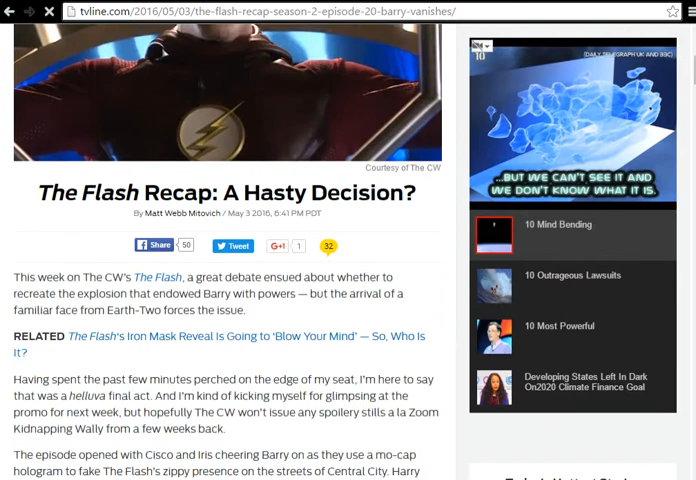 tvline.com/2016/05/03/the-flash-recap-season-2-episode-20-barry-vanishes/
Courtesy of The CW
The Flash Recap: A Hasty Decision?
By Matt Webb Mitovich / May 3 2016, 6:41 PM PDT
Share 50 Tweet G+1 1 32
This week on The CW's The Flash, a great debate ensued about whether to
recreate the explosion that endowed Barry with powers — but the arrival of a
familiar face from Earth-Two forces the issue.
RELATED The Flash's Iron Mask Reveal Is Going to 'Blow Your Mind' — So, Who Is
It?
Having spent the past few minutes perched on the edge of my seat, I'm here to say
that was a helluva final act. And I'm kind of kicking myself for glimpsing at the
promo for next week, but hopefully The CW won't issue any spoilery stills a la Zoom
Kidnapping Wally from a few weeks back.
The episode opened with Cisco and Iris cheering Barry on as they use a mo-cap
hologram to fake The Flash's zippy presence on the streets of Central City. Harry
10
(DAILY TELEGRAPH UK AND BBC)
...BUT WE CAN'T SEE IT AND
WE DON'T KNOW WHAT IT IS.
10 Mind Bending
10 Outrageous Lawsuits
10 Most Powerful
Developing States Left In Dark
On2020 Climate Finance Goal